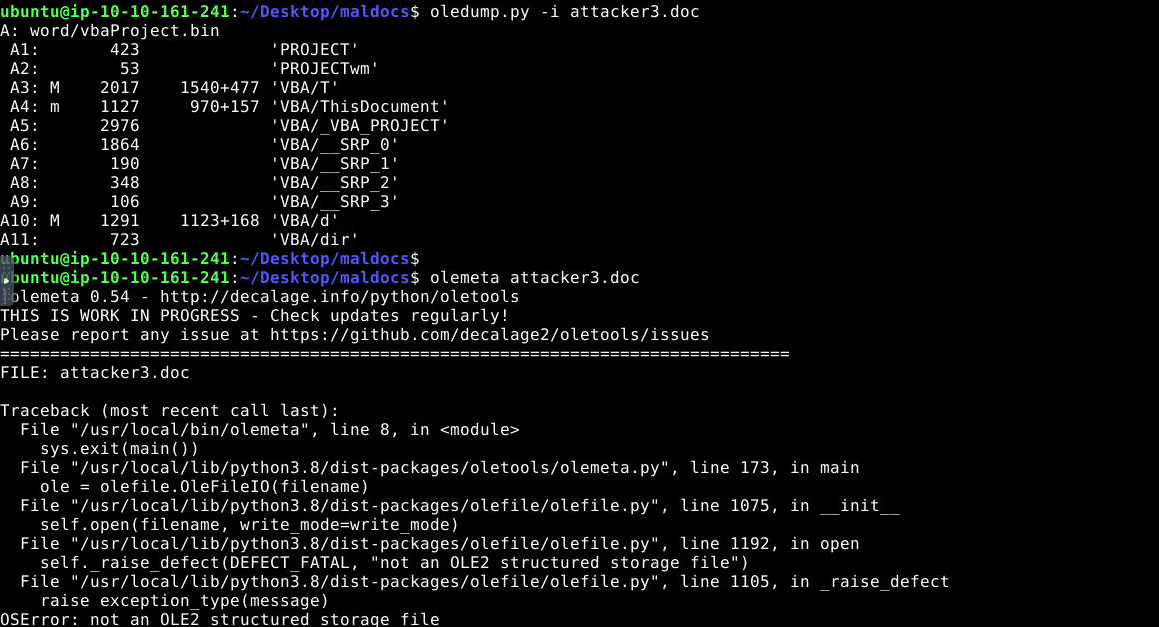 ubuntu@ip-10-10-161-241:~/Desktop/maldocs$ oledump.py -i attacker3.doc
A: word/vbaProject.bin
 A1:       423             'PROJECT'
 A2:        53             'PROJECTwm'
 A3: M    2017    1540+477 'VBA/T'
 A4: m    1127     970+157 'VBA/ThisDocument'
 A5:      2976             'VBA/_VBA_PROJECT'
 A6:      1864             'VBA/__SRP_0'
 A7:       190             'VBA/__SRP_1'
 A8:       348             'VBA/__SRP_2'
 A9:       106             'VBA/__SRP_3'
A10: M    1291    1123+168 'VBA/d'
A11:       723             'VBA/dir'
ubuntu@ip-10-10-161-241:~/Desktop/maldocs$
ubuntu@ip-10-10-161-241:~/Desktop/maldocs$ olemeta attacker3.doc
olemeta 0.54 - http://decalage.info/python/oletools
THIS IS WORK IN PROGRESS - Check updates regularly!
Please report any issue at https://github.com/decalage2/oletools/issues
===============================================================================
FILE: attacker3.doc
Traceback (most recent call last):
  File "/usr/local/bin/olemeta", line 8, in <module>
    sys.exit(main())
  File "/usr/local/lib/python3.8/dist-packages/oletools/olemeta.py", line 173, in main
    ole = olefile.OleFileIO(filename)
  File "/usr/local/lib/python3.8/dist-packages/olefile/olefile.py", line 1075, in __init__
    self.open(filename, write_mode=write_mode)
  File "/usr/local/lib/python3.8/dist-packages/olefile/olefile.py", line 1192, in open
    self._raise_defect(DEFECT_FATAL, "not an OLE2 structured storage file")
  File "/usr/local/lib/python3.8/dist-packages/olefile/olefile.py", line 1105, in _raise_defect
    raise exception_type(message)
OSError: not an OLE2 structured storage file